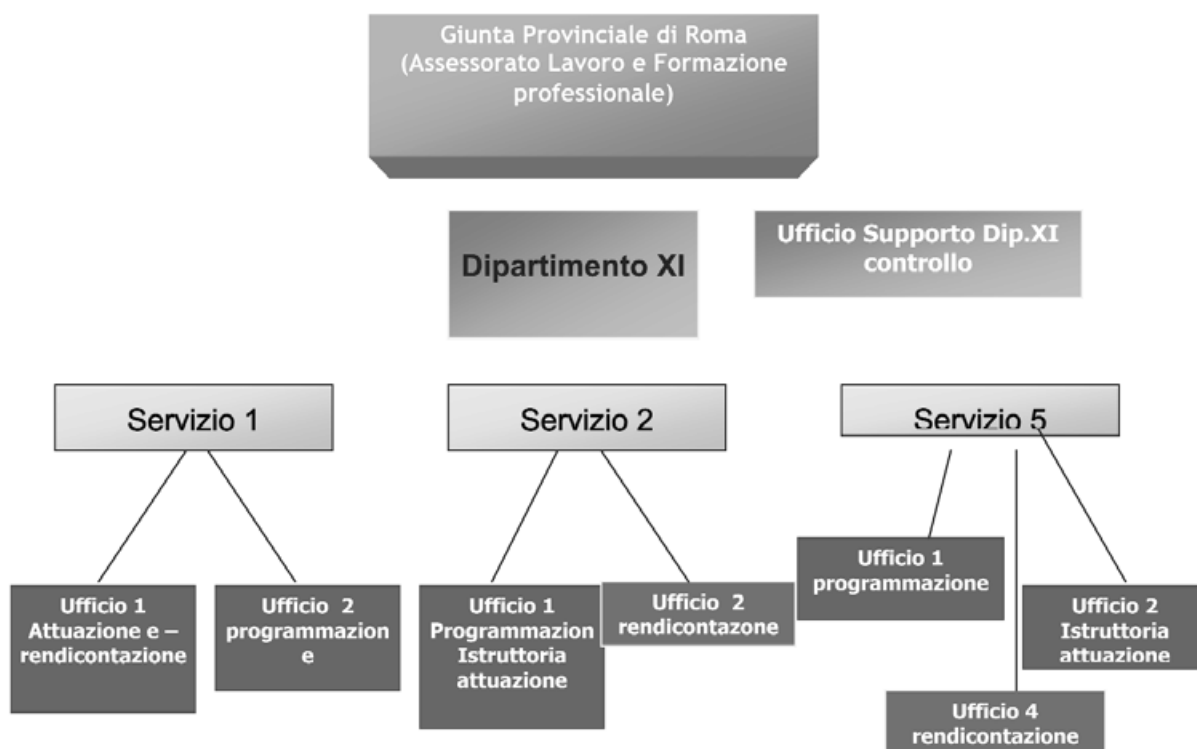 Giunta Provinciale di Roma
(Assessorato Lavoro e Formazione
professionale)
Dipartimento XI
Ufficio Supporto Dip.XI
controllo
Servizio 1
Servizio 2
Servizio 5
Ufficio 1
Attuazione e –
rendicontazione
Ufficio 2
programmazion
e
Ufficio 1
Programmazion
Istruttoria
attuazione
Ufficio 2
rendicontazone
Ufficio 1
programmazione
Ufficio 4
rendicontazione
Ufficio 2
Istruttoria
attuazione